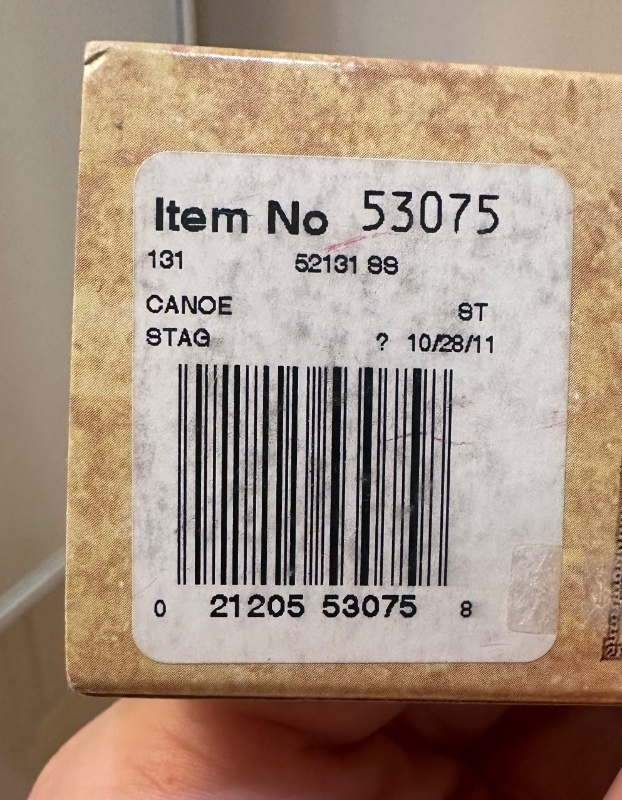 Item No 53075
131 52131 SS
CANOE ST
STAG ? 10/28/11
0 21205 53075 8